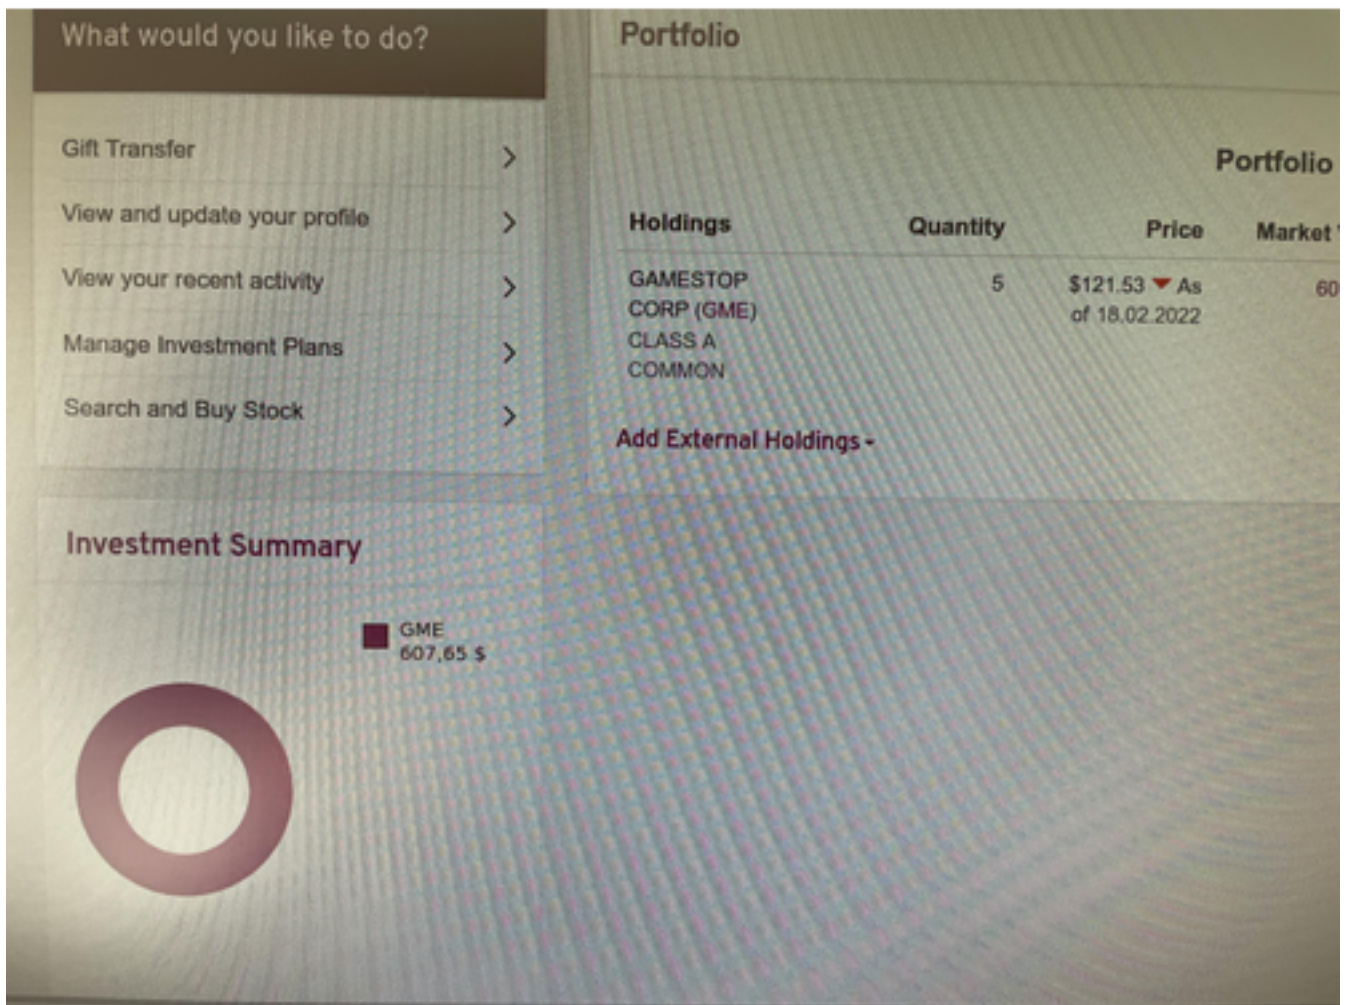 What would you like to do?
Gift Transfer
View and update your profile
View your recent activity
Manage Investment Plans
Search and Buy Stock
Investment Summary
GME
607,65 $
Portfolio
Portfolio
Holdings Quantity Price Market
GAMESTOP 5 $121.53 As 60
CORP (GME) of 18.02.2022
CLASS A
COMMON
Add External Holdings